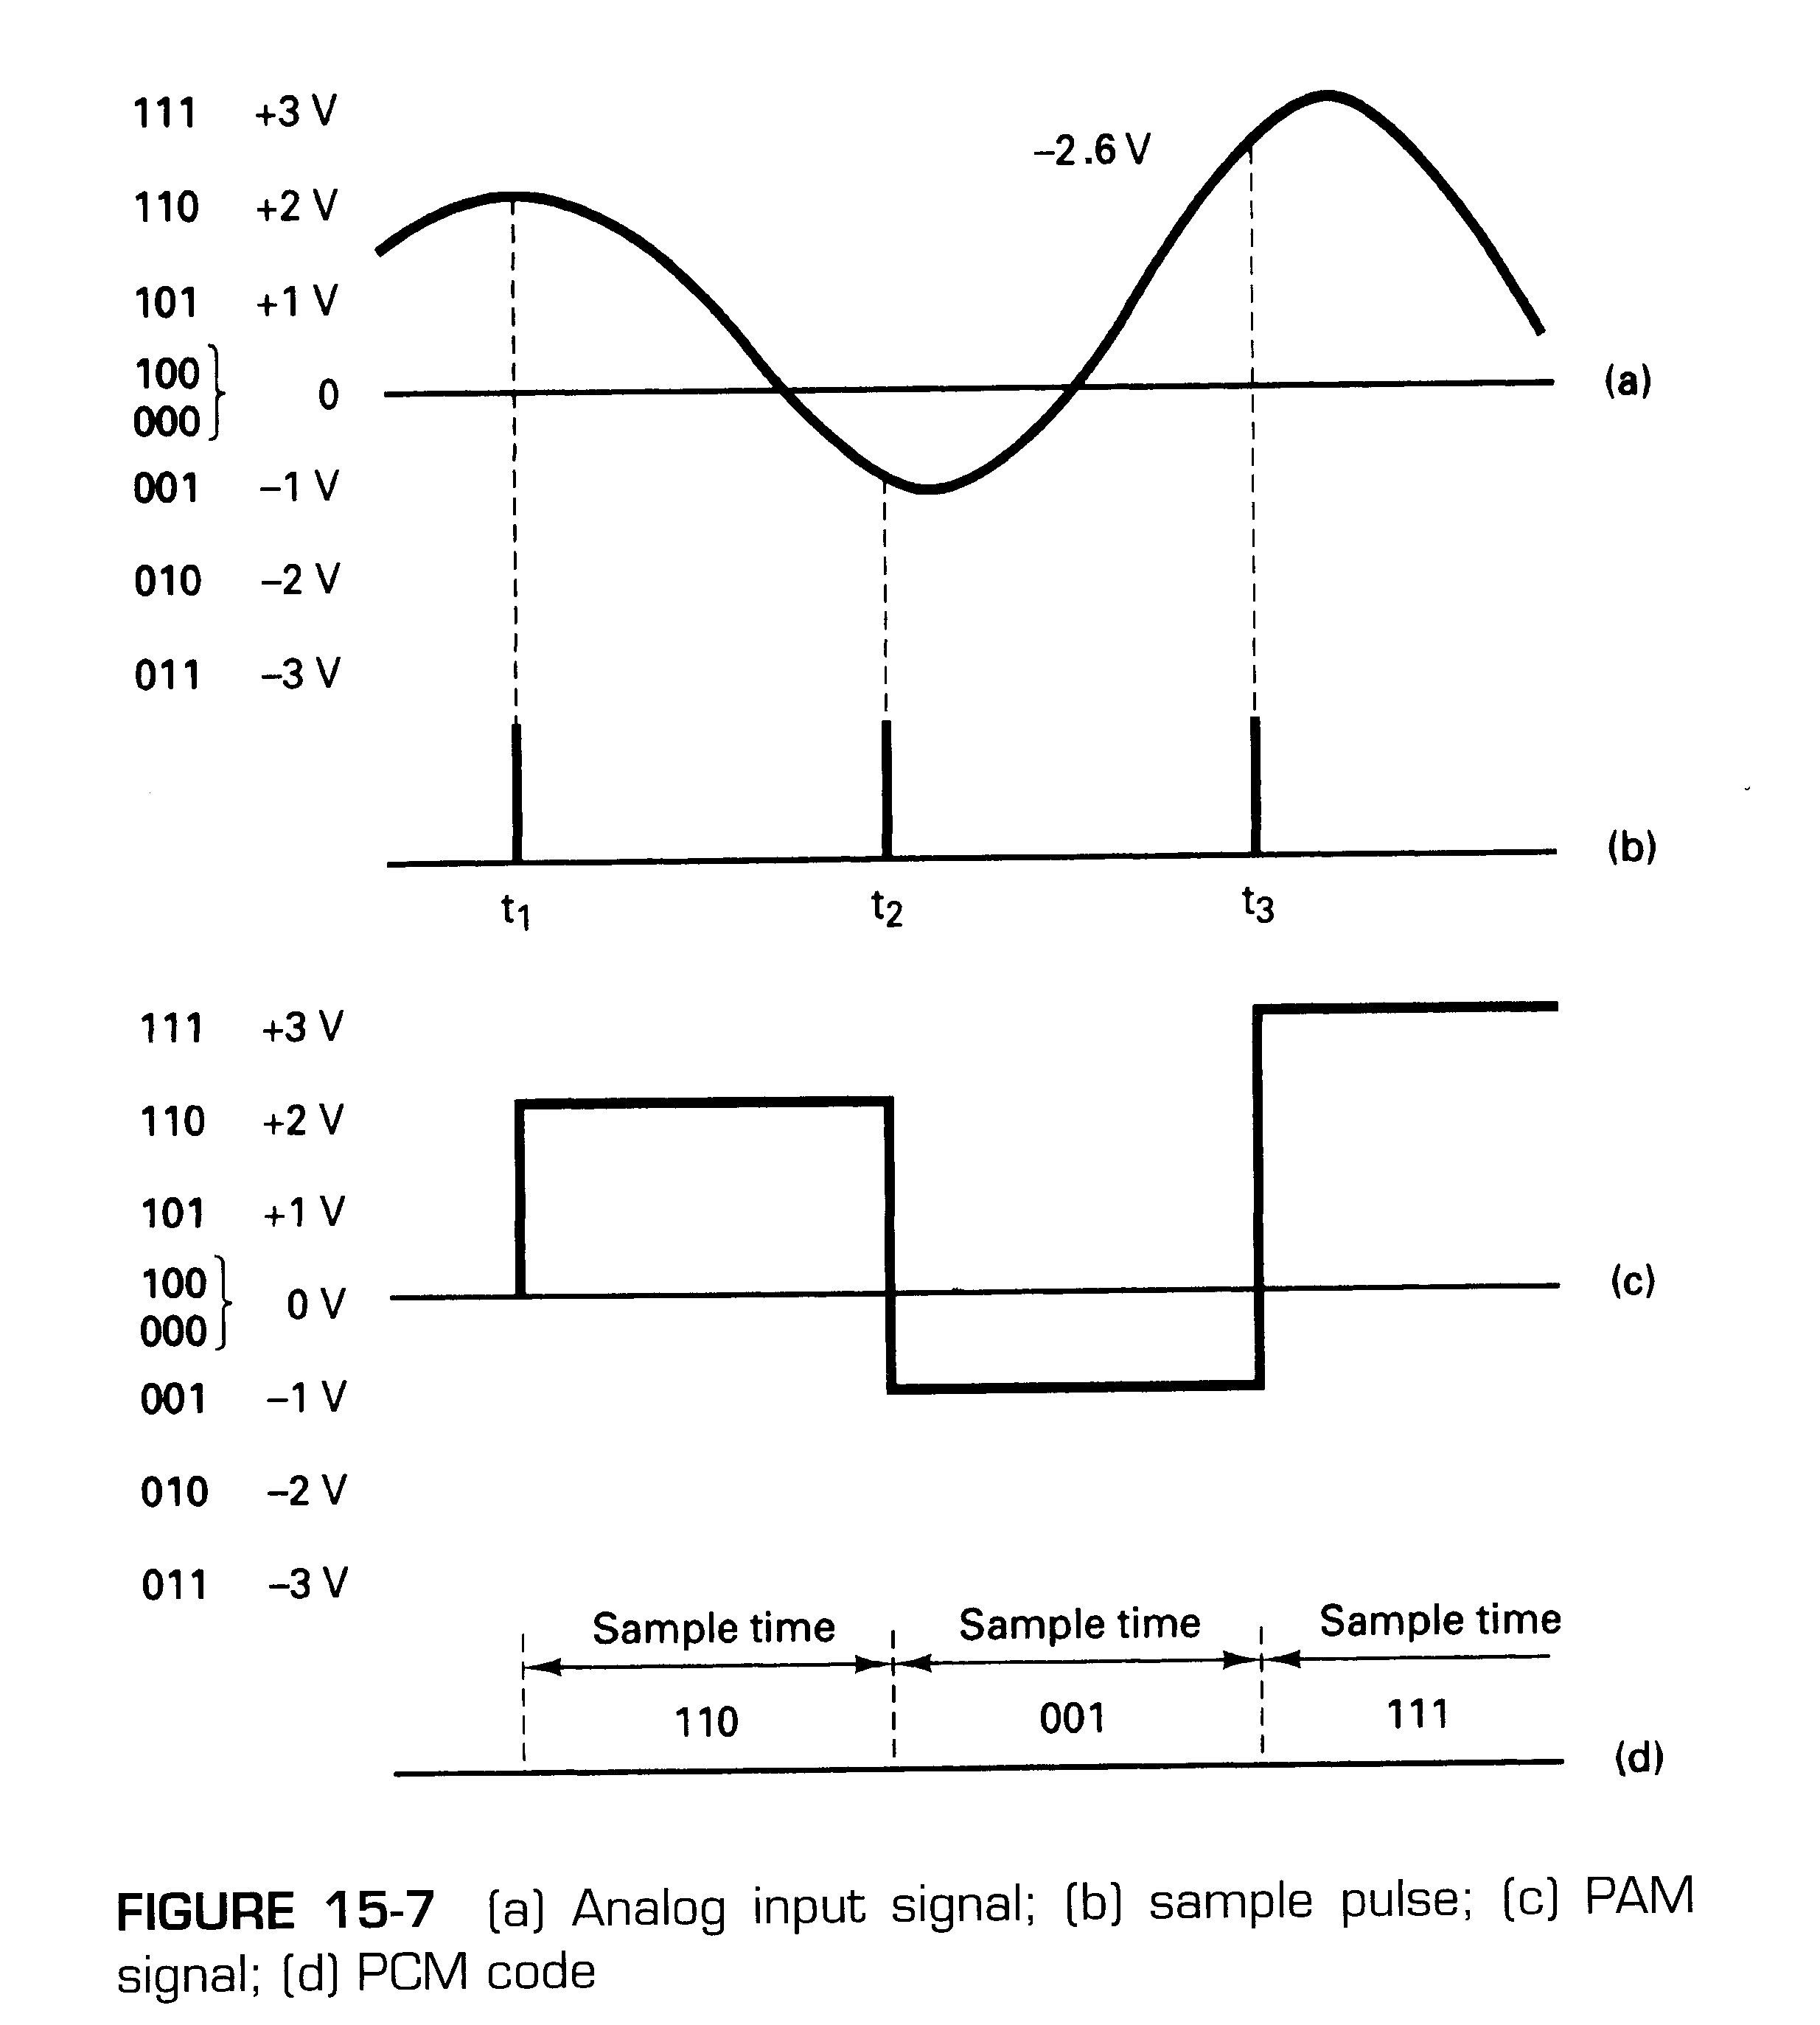 111 +3 V
–2.6 V
110 +2 V
101 +1 V
100
000
0
(a)
001 –1 V
010 –2 V
011 –3 V
(b)
t1 t2 t3
111 +3 V
110 +2 V
101 +1 V
100
000
0 V
(c)
001 –1 V
010 –2 V
011 –3 V
Sample time Sample time Sample time
110 001 111
(d)
FIGURE 15-7 (a) Analog input signal; (b) sample pulse; (c) PAM
signal; (d) PCM code